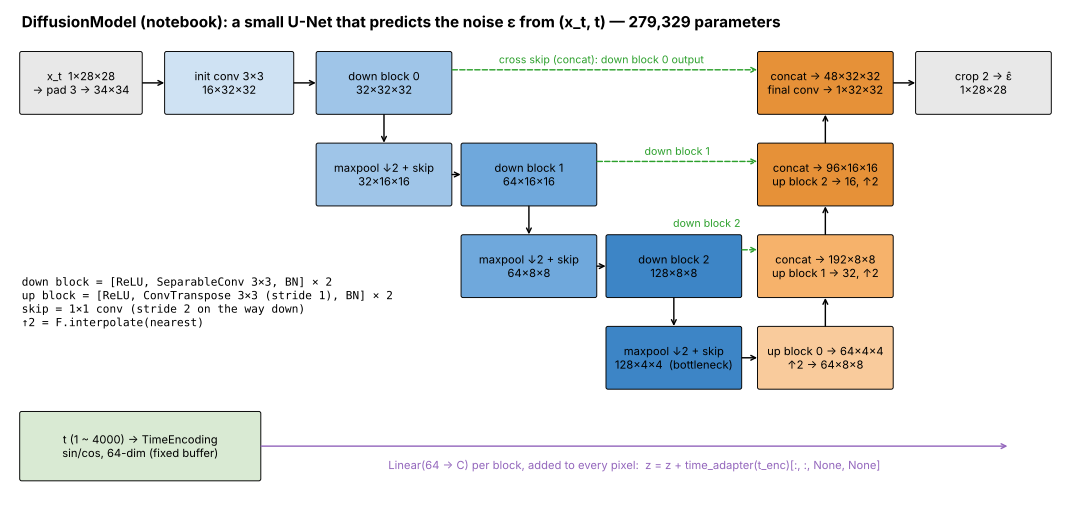 DiffusionModel (notebook): a small U-Net that predicts the noise ε from (x_t, t) — 279,329 parameters
x_t 1×28×28
→ pad 3 → 34×34
init conv 3×3
16×32×32
down block 0
32×32×32
cross skip (concat): down block 0 output
concat → 48×32×32
final conv → 1×32×32
crop 2 → ε̂
1×28×28
maxpool ↓2 + skip
32×16×16
down block 1
64×16×16
down block 1
concat → 96×16×16
up block 2 → 16, ↑2
maxpool ↓2 + skip
64×8×8
down block 2
128×8×8
down block 2
concat → 192×8×8
up block 1 → 32, ↑2
down block = [ReLU, SeparableConv 3×3, BN] × 2
up block = [ReLU, ConvTranspose 3×3 (stride 1), BN] × 2
skip = 1×1 conv (stride 2 on the way down)
↑2 = F.interpolate(nearest)
maxpool ↓2 + skip
128×4×4 (bottleneck)
up block 0 → 64×4×4
↑2 → 64×8×8
t (1 ~ 4000) → TimeEncoding
sin/cos, 64-dim (fixed buffer)
Linear(64 → C) per block, added to every pixel: z = z + time_adapter(t_enc)[:, :, None, None]